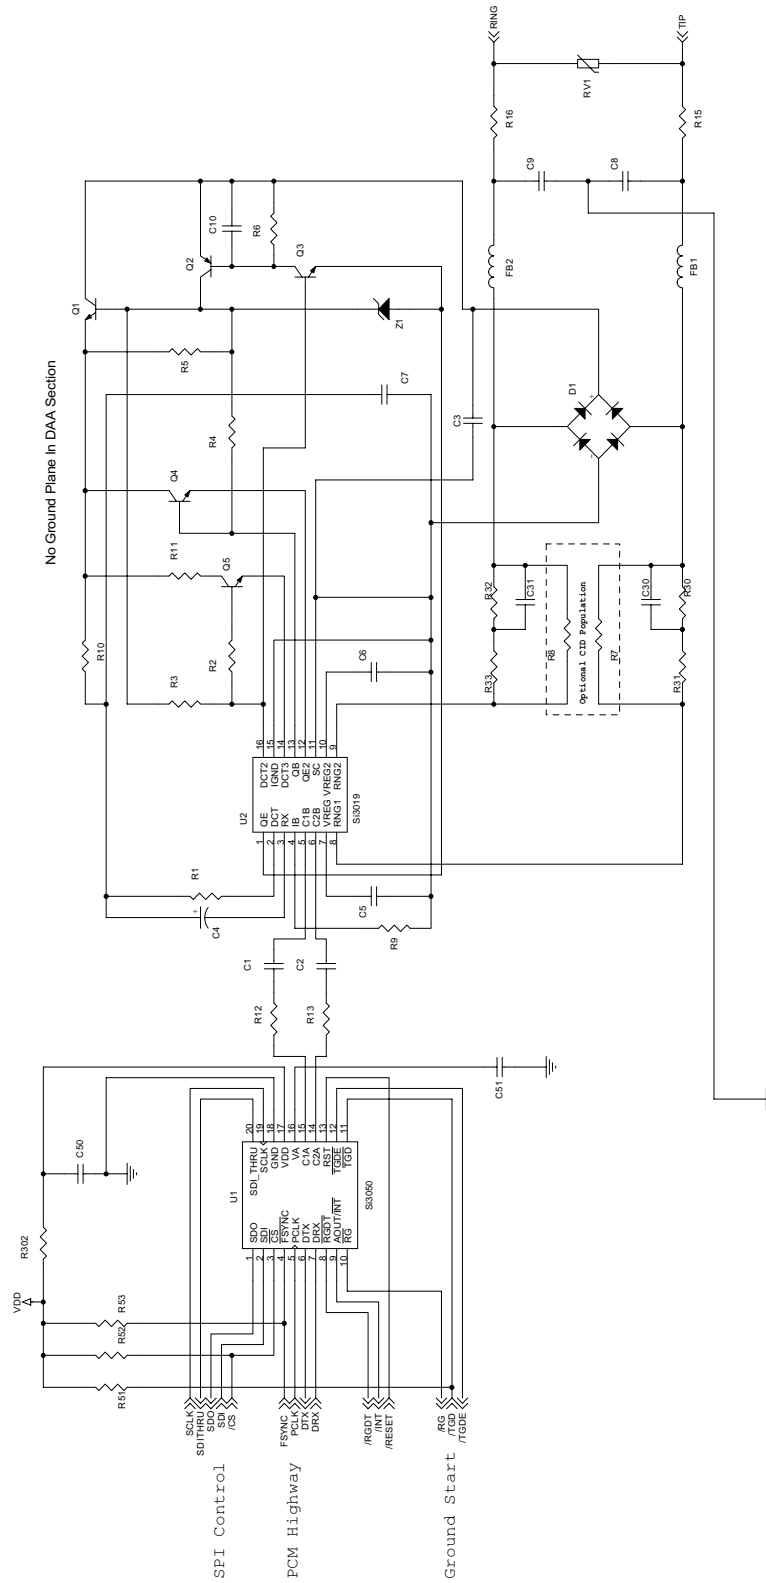 No Ground Plane In DAA Section
RING
TIP
RV1
R16
R15
C9
C8
FB2
FB1
C10
R6
Q2
Q3
Q1
Z1
R5
R4
C7
C3
D1
+
-
Q4
R11
Q5
R10
R3
R2
C6
R32
C31
R33
R8
R7
Optional CID Population
C30
R30
R31
U2
Si3019
QE
DCT
RX
IB
C1B
C2B
VREG
RNG1
DCT2
IGND
DCT3
QB
QE2
SC
VREG2
RNG2
1
2
3
4
5
6
7
8
16
15
14
13
12
11
10
9
R1
+
C4
C5
R9
C1
C2
R12
R13
C51
C50
R302
VDD
R53
R52
R51
U1
Si3050
SDO
SDI
CS
FSYNC
PCLK
DTX
DRX
RGDT
AOUT/INT
RG
SDI_THRU
SCLK
GND
VDD
VA
C1A
C2A
RST
TGDE
TGD
1
2
3
4
5
6
7
8
9
10
20
19
18
17
16
15
14
13
12
11
SCLK
SDITHRU
SDO
SDI
/CS
FSYNC
PCLK
DTX
DRX
/RGDT
/INT
/RESET
/RG
/TGD
/TGDE
SPI Control
PCM Highway
Ground Start